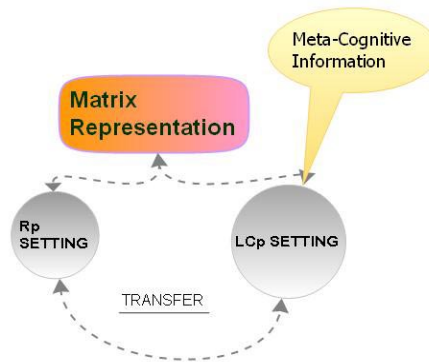 Meta-Cognitive
Information
Matrix
Representation
Rp
SETTING
LCp SETTING
TRANSFER